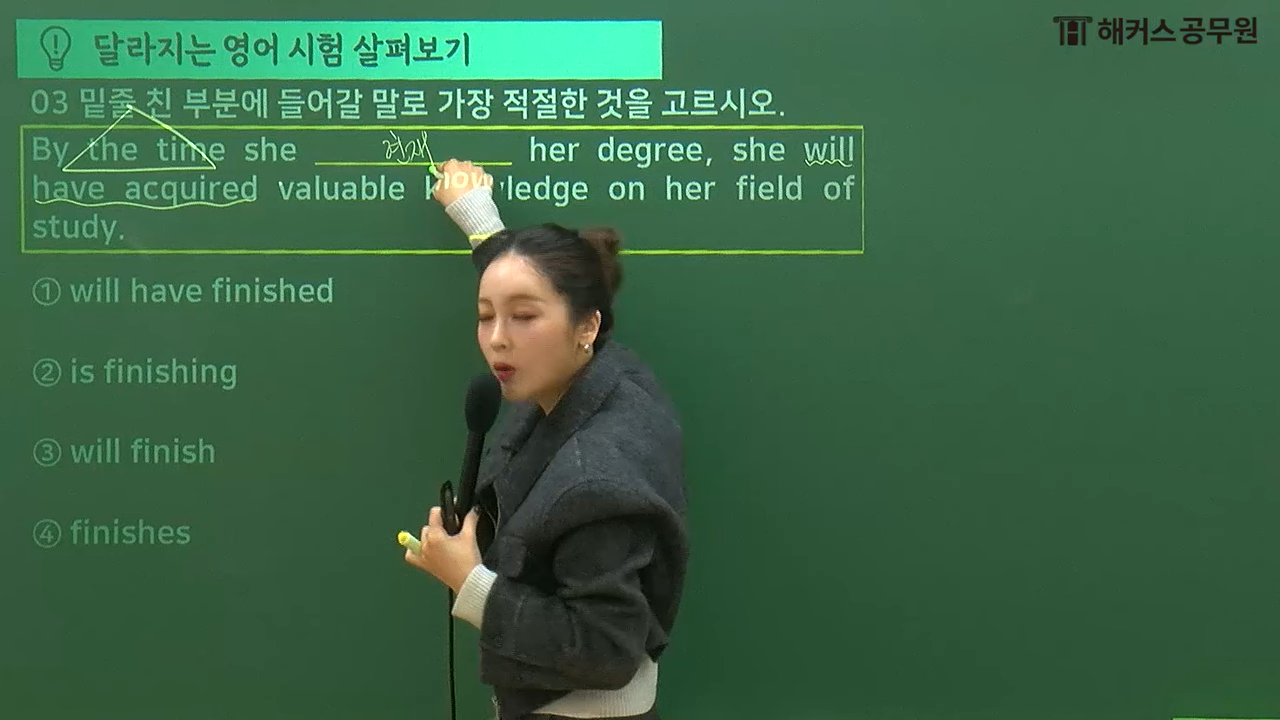 달라지는 영어 시험 살펴보기
해커스공무원
03 밑줄 친 부분에 들어갈 말로 가장 적절한 것을 고르시오.
By the time she 현재 her degree, she will
have acquired valuable knowledge on her field of
study.
① will have finished
② is finishing
③ will finish
④ finishes